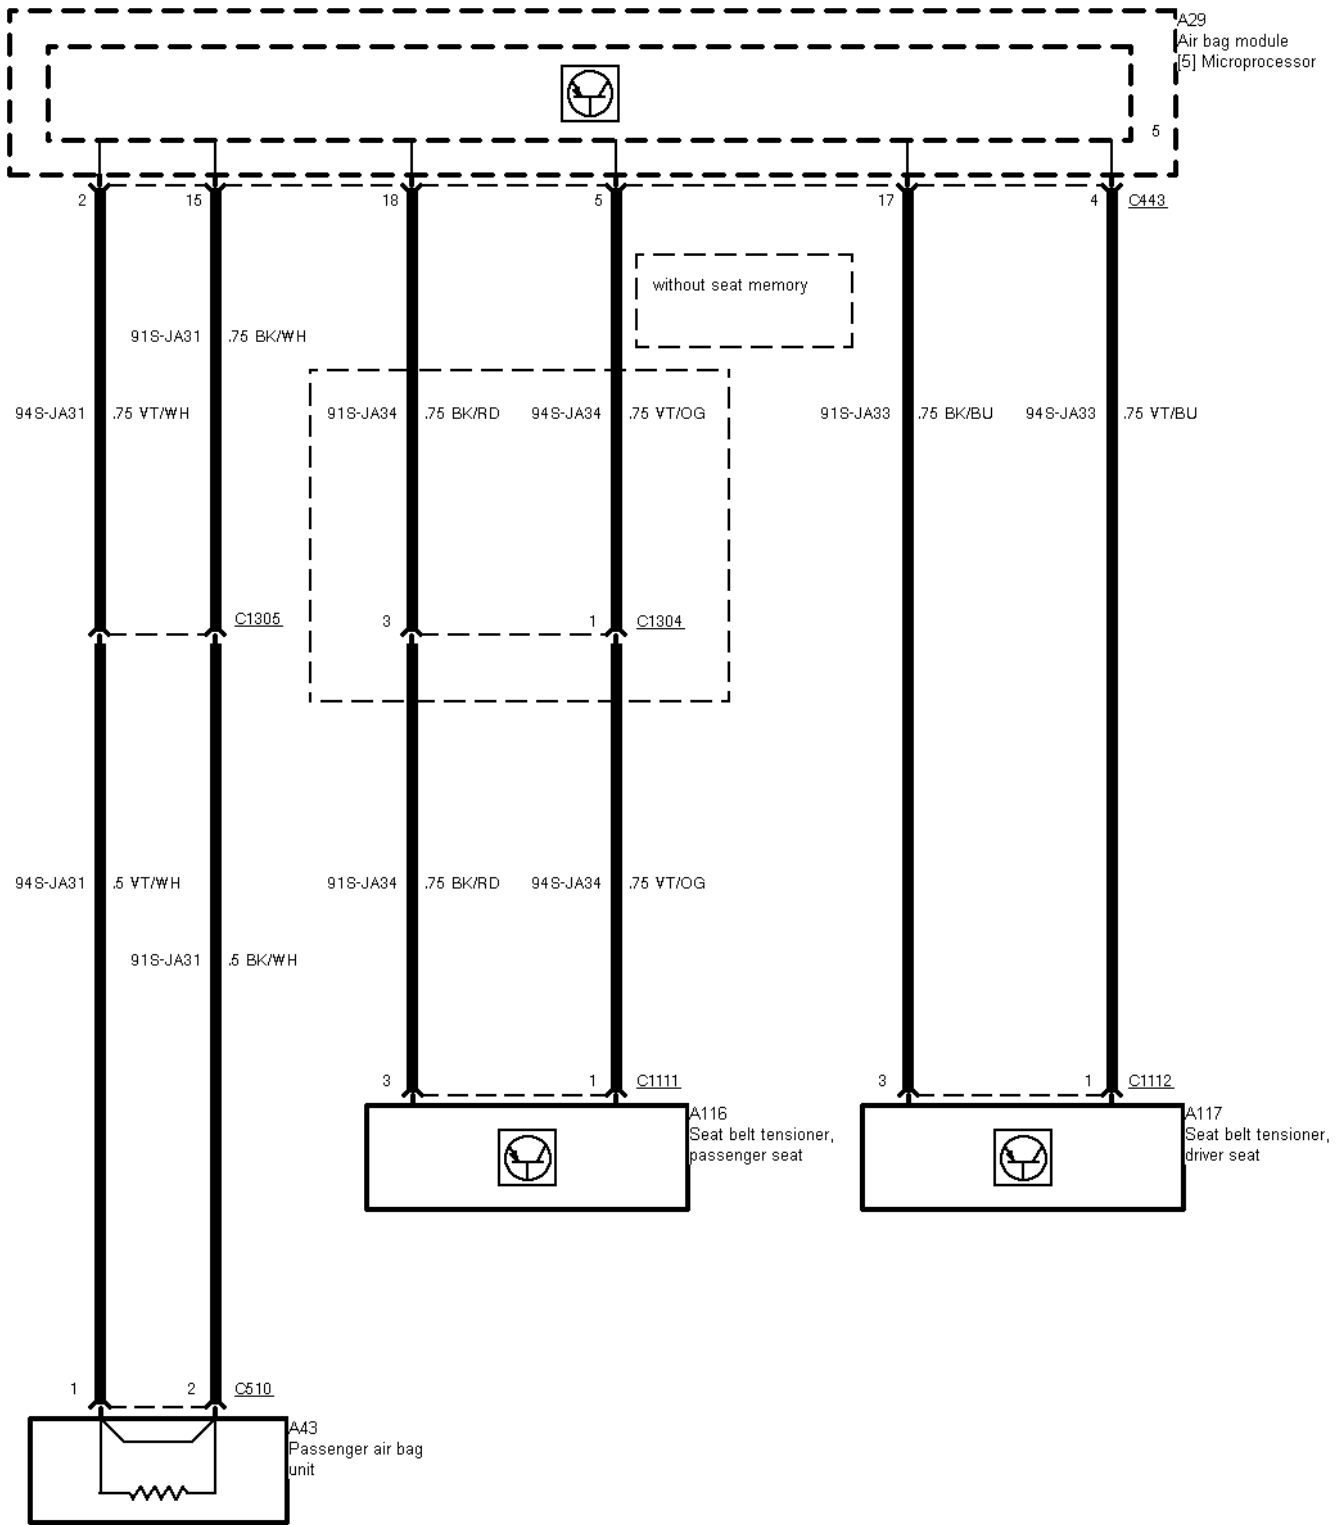 A29
Air bag module
[5] Microprocessor
5
2
15
18
5
17
4
C443
without seat memory
91S-JA31 .75 BK/WH
94S-JA31 .75 VT/WH
91S-JA34 .75 BK/RD
94S-JA34 .75 VT/OG
91S-JA33 .75 BK/BU
94S-JA33 .75 VT/BU
C1305
3
1
C1304
94S-JA31 .5 VT/WH
91S-JA34 .75 BK/RD
94S-JA34 .75 VT/OG
91S-JA31 .5 BK/WH
3
1
C1111
3
1
C1112
A116
Seat belt tensioner,
passenger seat
A117
Seat belt tensioner,
driver seat
1
2
C510
A43
Passenger air bag
unit